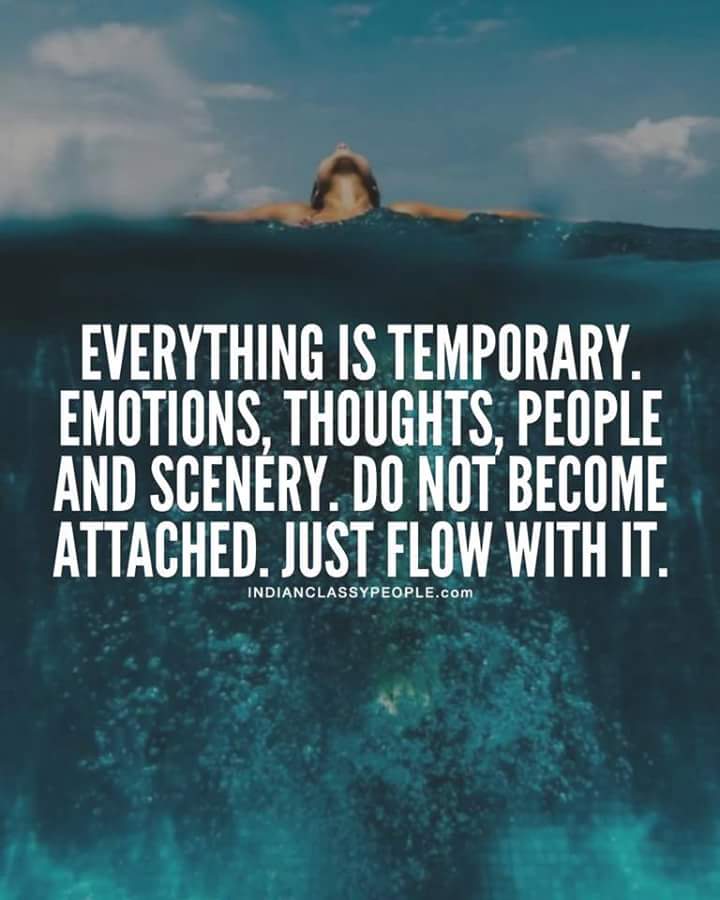 EVERYTHING IS TEMPORARY.
EMOTIONS, THOUGHTS, PEOPLE
AND SCENERY. DO NOT BECOME
ATTACHED. JUST FLOW WITH IT.
INDIANCLASSYPEOPLE.com